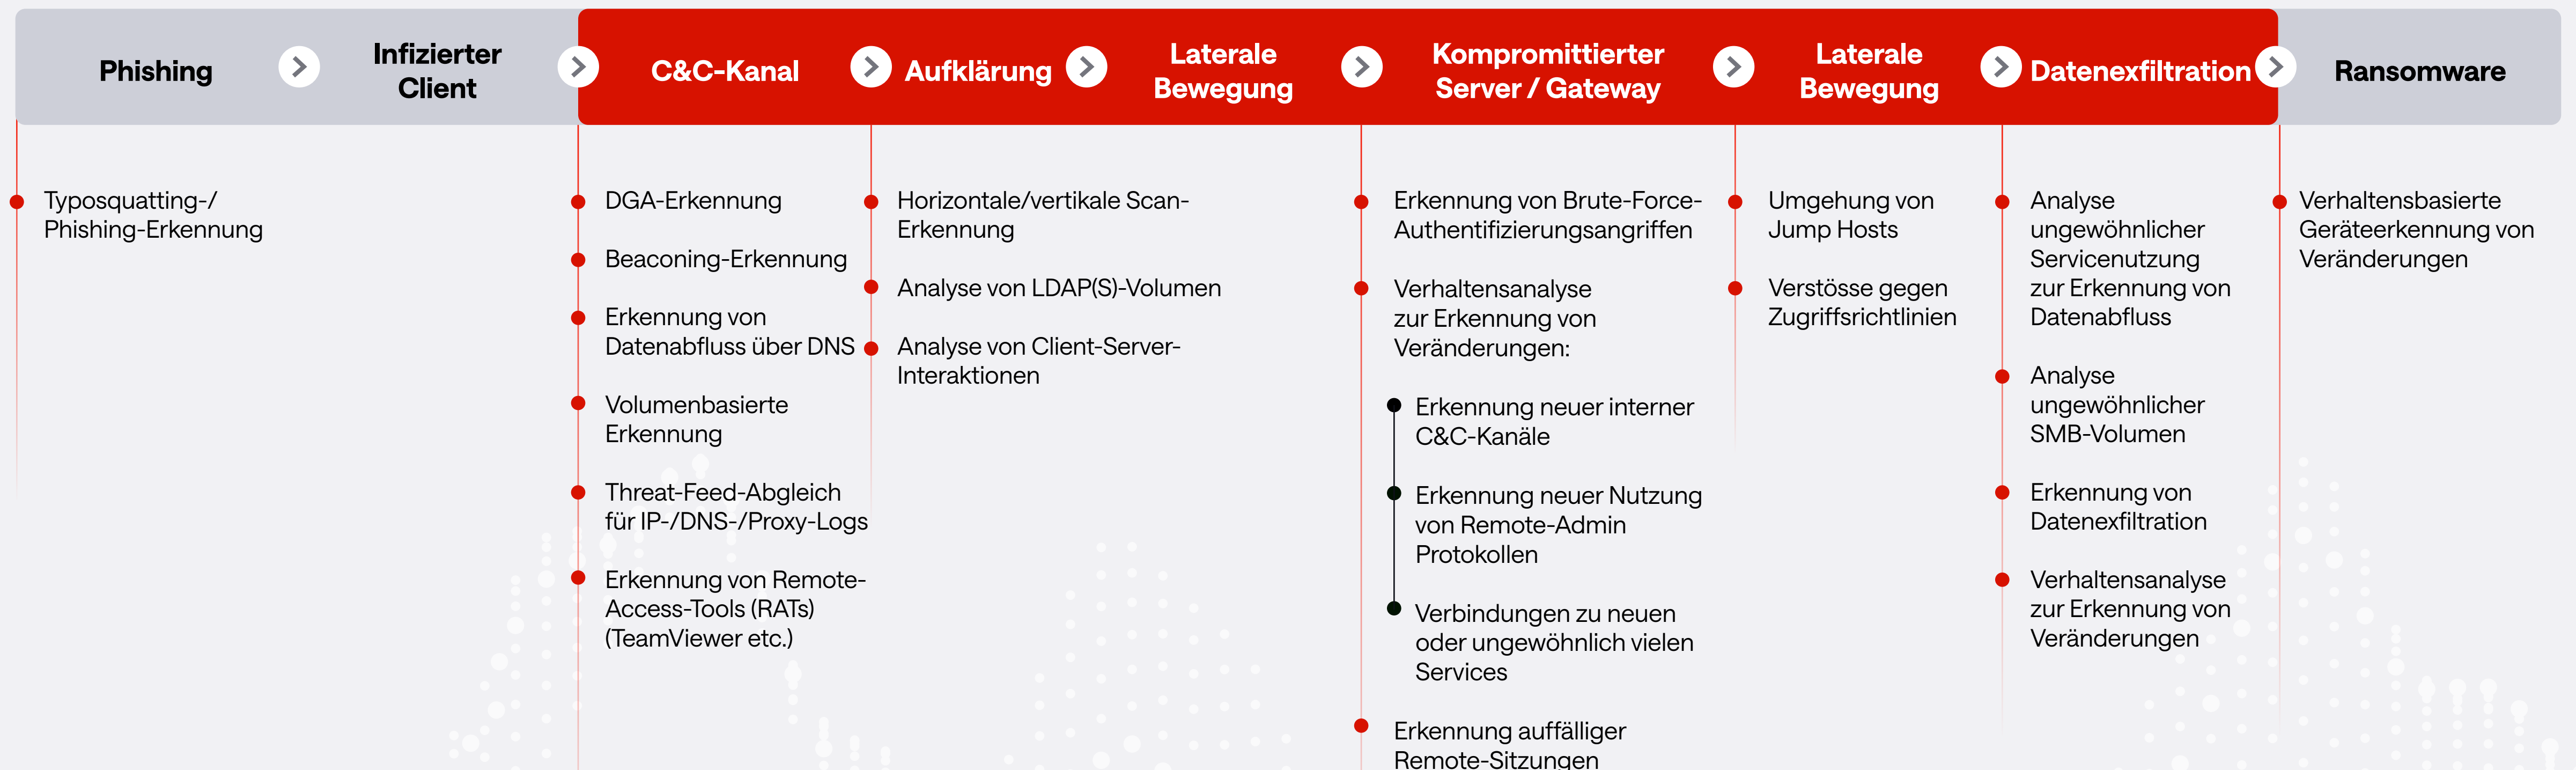 Phishing
Infizierter
Client
C&C-Kanal
Aufklärung
Laterale
Bewegung
Kompromittierter
Server / Gateway
Laterale
Bewegung
Datenexfiltration
Ransomware
Typosquatting-/
Phishing-Erkennung
DGA-Erkennung
Beaconing-Erkennung
Erkennung von
Datenabfluss über DNS
Volumenbasierte
Erkennung
Threat-Feed-Abgleich
für IP-/DNS-/Proxy-Logs
Erkennung von Remote-
Access-Tools (RATs)
(TeamViewer etc.)
Horizontale/vertikale Scan-
Erkennung
Analyse von LDAP(S)-Volumen
Analyse von Client-Server-
Interaktionen
Erkennung von Brute-Force-
Authentifizierungsangriffen
Verhaltensanalyse
zur Erkennung von
Veränderungen:
Erkennung neuer interner
C&C-Kanäle
Erkennung neuer Nutzung
von Remote-Admin
Protokollen
Verbindungen zu neuen
oder ungewöhnlich vielen
Services
Erkennung auffälliger
Remote-Sitzungen
Umgehung von
Jump Hosts
Verstösse gegen
Zugriffsrichtlinien
Analyse
ungewöhnlicher
Servicenutzung
zur Erkennung von
Datenabfluss
Analyse
ungewöhnlicher
SMB-Volumen
Erkennung von
Datenexfiltration
Verhaltensanalyse
zur Erkennung von
Veränderungen
Verhaltensbasierte
Geräteerkennung von
Veränderungen